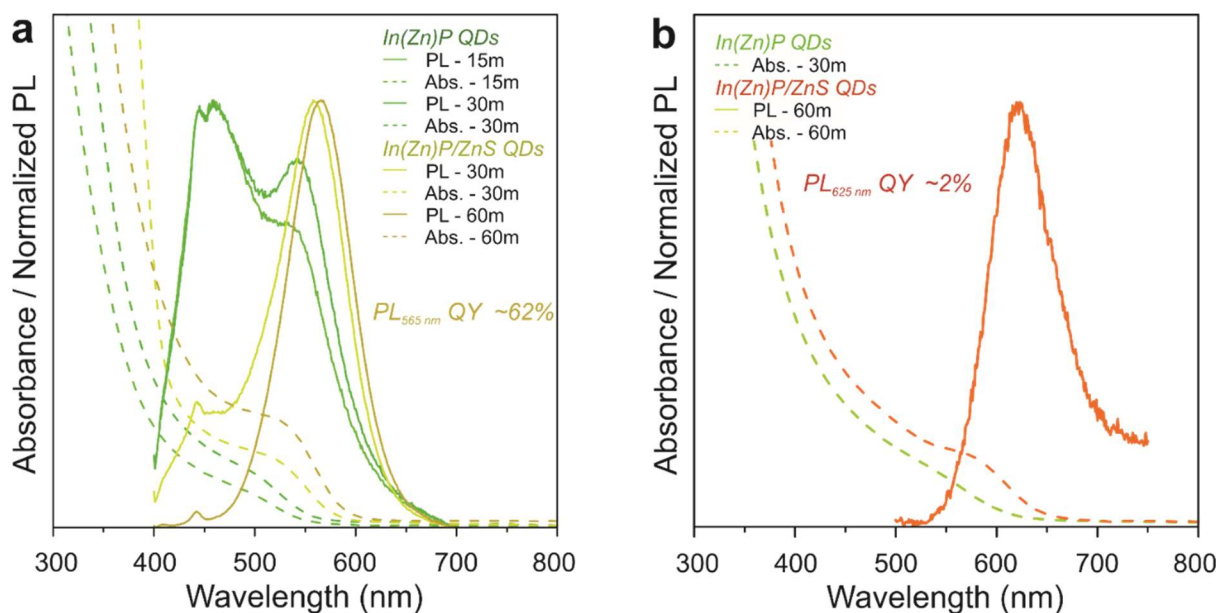 a
In(Zn)P QDs
PL - 15m
Abs. - 15m
PL - 30m
Abs. - 30m
In(Zn)P/ZnS QDs
PL - 30m
Abs. - 30m
PL - 60m
Abs. - 60m
PL565 nm QY ~62%
Absorbance / Normalized PL
300 400 500 600 700 800
Wavelength (nm)
b
In(Zn)P QDs
Abs. - 30m
In(Zn)P/ZnS QDs
PL - 60m
Abs. - 60m
PL625 nm QY ~2%
Absorbance / Normalized PL
300 400 500 600 700 800
Wavelength (nm)